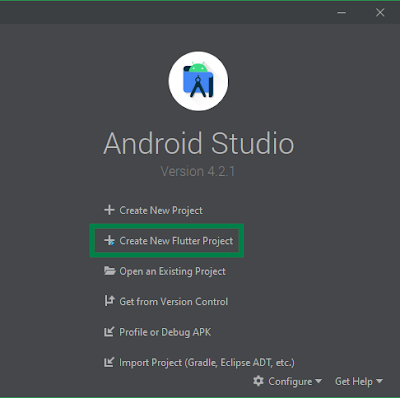 Android Studio
Version 4.2.1
Create New Project
Create New Flutter Project
Open an Existing Project
Get from Version Control
Profile or Debug APK
Import Project (Gradle, Eclipse ADT, etc.)
Configure Get Help